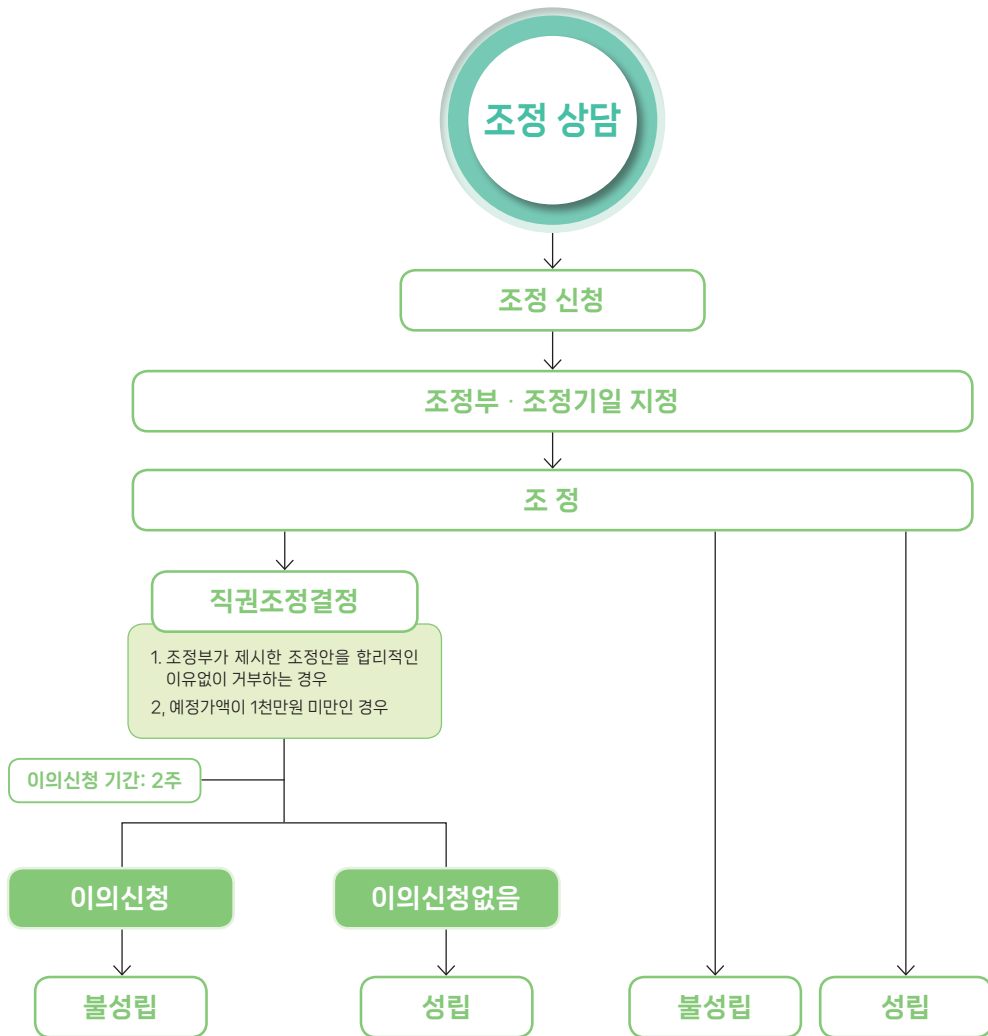 조정 상담
조정 신청
조정부 · 조정기일 지정
조 정
직권조정결정
1. 조정부가 제시한 조정안을 합리적인
이유없이 거부하는 경우
2, 예정가액이 1천만원 미만인 경우
이의신청 기간: 2주
이의신청
이의신청없음
불성립
성립
불성립
성립